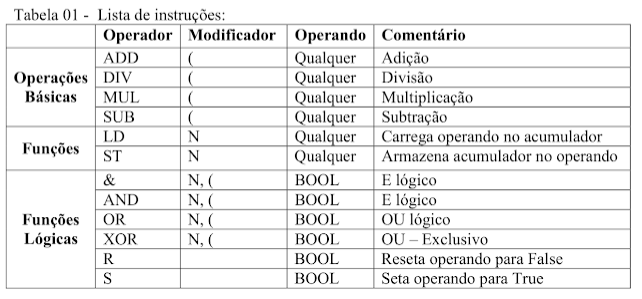 Tabela 01 - Lista de instruções:
Operador Modificador Operando Comentário
Operações Básicas
ADD ( Qualquer Adição
DIV ( Qualquer Divisão
MUL ( Qualquer Multiplicação
SUB ( Qualquer Subtração
Funções
LD N Qualquer Carrega operando no acumulador
ST N Qualquer Armazena acumulador no operando
Funções Lógicas
& N, ( BOOL E lógico
AND N, ( BOOL E lógico
OR N, ( BOOL OU lógico
XOR N, ( BOOL OU – Exclusivo
R BOOL Reseta operando para False
S BOOL Seta operando para True